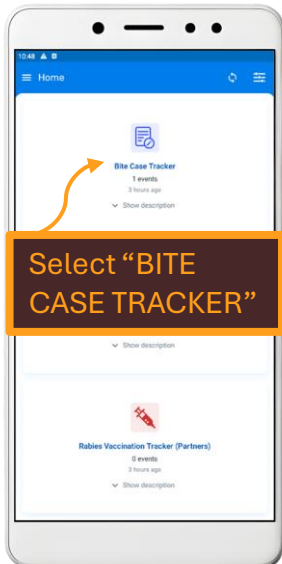 10:48
Home
Bite Case Tracker
1 events
3 hours ago
Show description
Select “BITE
CASE TRACKER”
Show description
Rabies Vaccination Tracker (Partners)
0 events
3 hours ago
Show description